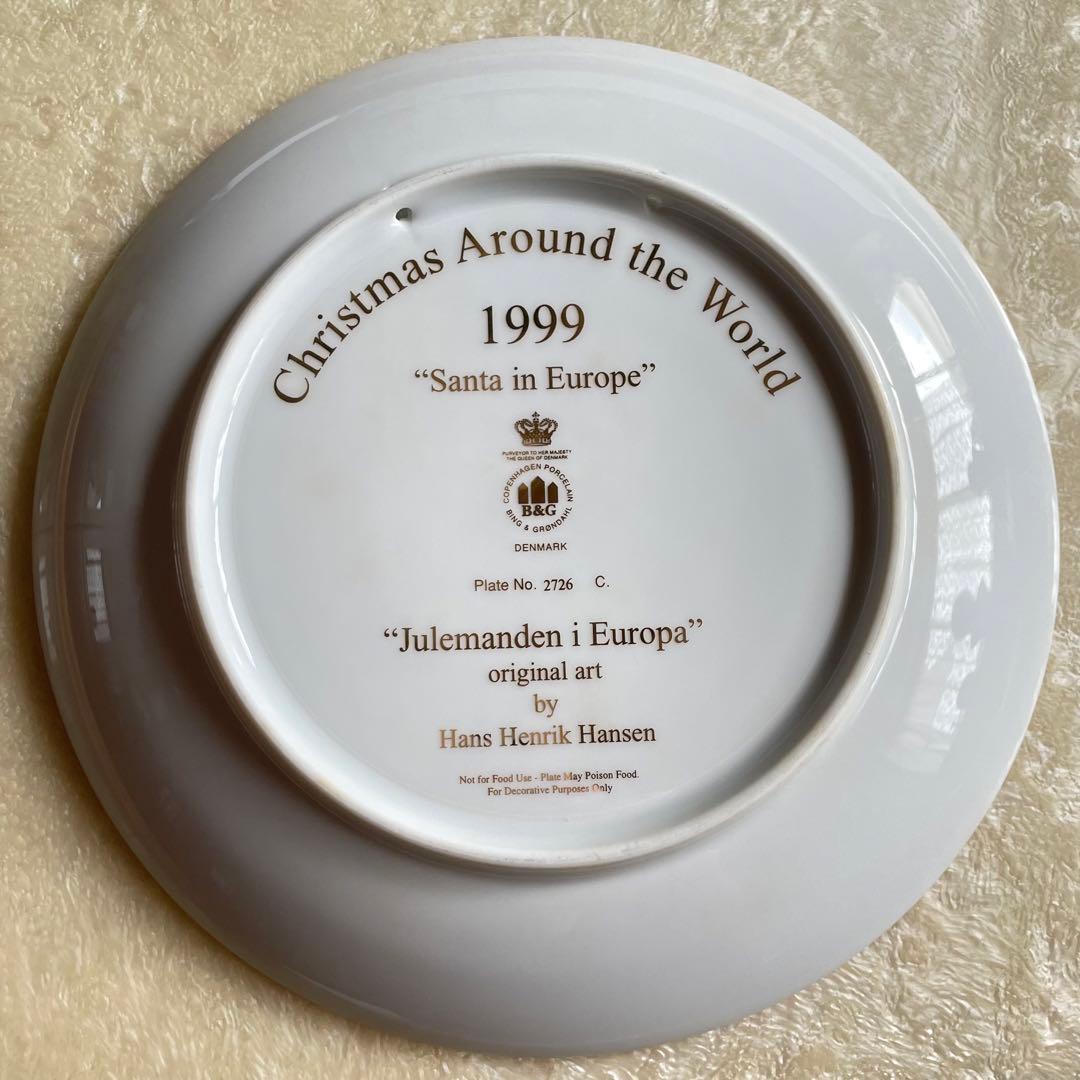 Christmas Around the World
1999
“Santa in Europe”
PURVEYOR TO HER MAJESTY
THE QUEEN OF DENMARK
COPENHAGEN PORCELAIN
BING & GRØNDAHL
B&G
DENMARK
Plate No. 2726 C.
“Julemanden i Europa”
original art
by
Hans Henrik Hansen
Not for Food Use - Plate May Poison Food.
For Decorative Purposes Only